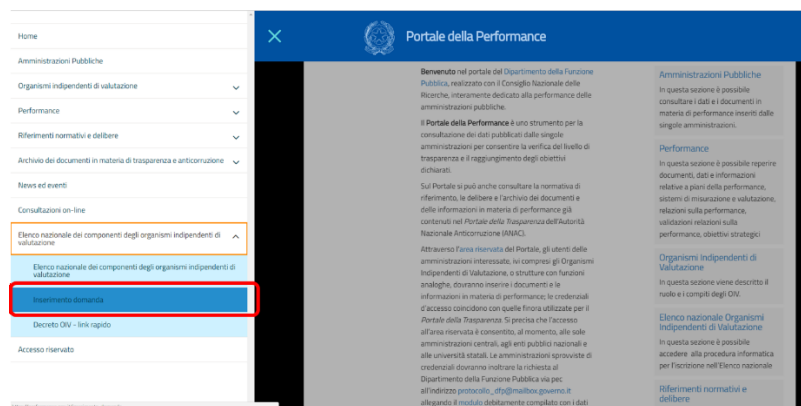 Home
Amministrazioni Pubbliche
Organismi indipendenti di valutazione
Performance
Riferimenti normativi e delibere
Archivio dei documenti in materia di trasparenza e anticorruzione
News ed eventi
Consultazioni on-line
Elenco nazionale dei componenti degli organismi indipendenti di
valutazione
Elenco nazionale dei componenti degli organismi indipendenti di
valutazione
Inserimento domanda
Decreto OIV - link rapido
Accesso riservato
Portale della Performance
Benvenuto nel portale del Dipartimento della Funzione
Pubblica, realizzato con il Consiglio Nazionale delle
Ricerche, interamente dedicato alla performance delle
amministrazioni pubbliche.
Il Portale della Performance è uno strumento per la
consultazione dei dati pubblicati dalle singole
amministrazioni per consentire la verifica del livello di
trasparenza e il raggiungimento degli obiettivi
dichiarati.
Sul Portale si può anche consultare la normativa di
riferimento, le delibere e l'archivio dei documenti e
delle informazioni in materia di performance già
contenuti nel Portale della Trasparenza dell'Autorità
Nazionale Anticorruzione (ANAC).
Attraverso l'area riservata del Portale, gli utenti delle
amministrazioni interessate, ivi compresi gli Organismi
Indipendenti di Valutazione, o strutture con funzioni
analoghe, dovranno inserire i documenti e le
informazioni in materia di performance; le credenziali
d'accesso coincidono con quelle finora utilizzate per il
Portale della Trasparenza. Si precisa che l'accesso
all'area riservata è consentito, al momento, alle sole
amministrazioni centrali, agli enti pubblici nazionali e
alle università statali. Le amministrazioni sprovviste di
credenziali dovranno inoltrare la richiesta al
Dipartimento della Funzione Pubblica via pec
all'indirizzo protocollo_dfp@mailbox.governo.it
allegando il modulo debitamente compilato con i dati
Amministrazioni Pubbliche
In questa sezione è possibile
consultare i dati e i documenti in
materia di performance inseriti dalle
singole amministrazioni.
Performance
In questa sezione è possibile reperire
documenti, dati e informazioni
relative a piani della performance,
sistemi di misurazione e valutazione,
relazioni sulla performance,
validazioni relazioni sulla
performance, obiettivi strategici
Organismi Indipendenti di
Valutazione
In questa sezione viene descritto il
ruolo e i compiti degli OIV.
Elenco nazionale Organismi
Indipendenti di Valutazione
In questa sezione è possibile
accedere alla procedura informatica
per l'iscrizione nell'Elenco nazionale
Riferimenti normativi e
delibere